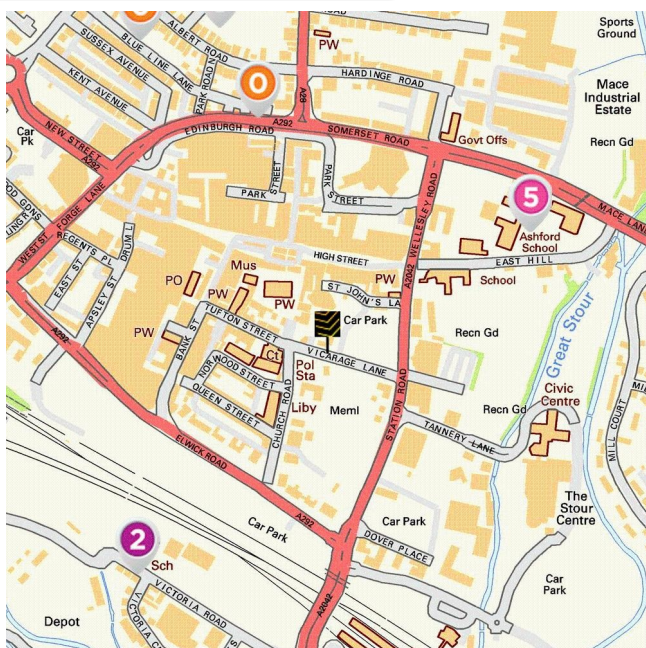 Sports
Ground
ALBERT ROAD
BLUE LINE LANE
SUSSEX AVENUE
KENT AVENUE
PARK ROAD N
PW
HARDINGE ROAD
A28
Mace
Industrial
Estate
O
Car
Pk
NEW STREET
A292
EDINBURGH ROAD
A292
SOMERSET ROAD
Govt Offs
Recn Gd
FORGE LANE
WEST ST
REGENTS PL
DRUM L
EAST ST
APSLEY ST
PARK STREET
PARK
STREET
PARK
STREET
WELLESLEY ROAD
A2042
5
Ashford
School
MACE LANE
EAST HILL
School
HIGH STREET
Mus
PO
PW
PW
PW
ST JOHN'S LA
Car Park
Great Stour
Recn Gd
TUFTON STREET
PW
BANK ST
Ct
VICARAGE LANE
NORWOOD STREET
Pol
Sta
QUEEN STREET
Liby
CHURCH ROAD
Meml
STATION ROAD
A292
Recn Gd
Civic
Centre
TANNERY LANE
MILL COURT
ELWICK ROAD
The
Stour
Centre
Car Park
A292
Car Park
DOVER PLACE
2
Sch
VICTORIA ROAD
Car
Park
A2042
Depot